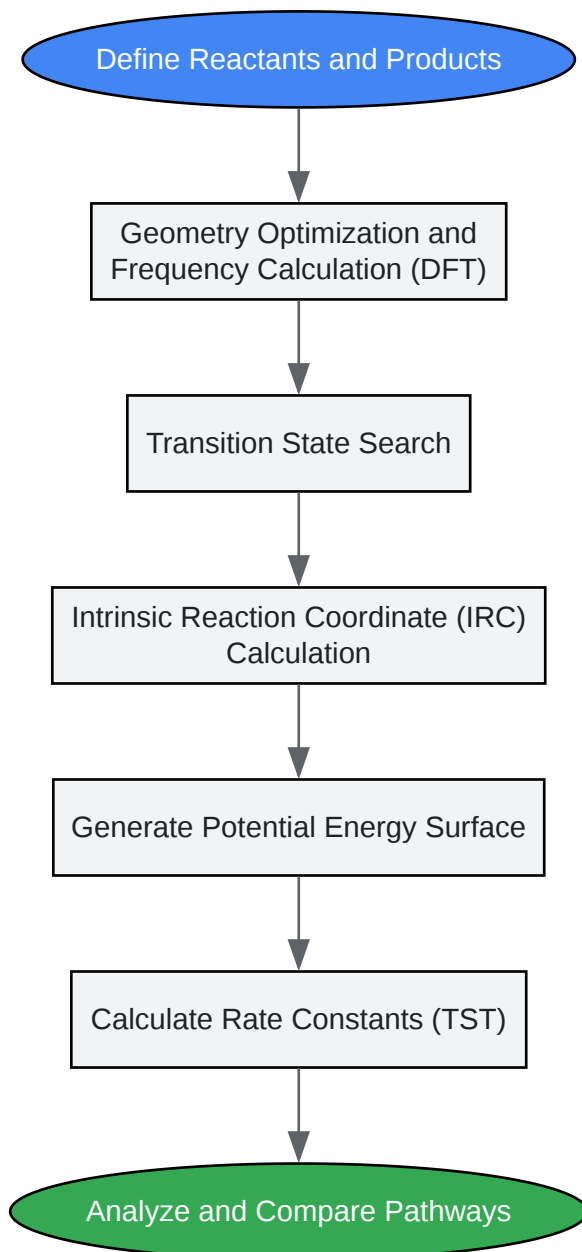 Define Reactants and Products
Geometry Optimization and
Frequency Calculation (DFT)
Transition State Search
Intrinsic Reaction Coordinate (IRC)
Calculation
Generate Potential Energy Surface
Calculate Rate Constants (TST)
Analyze and Compare Pathways